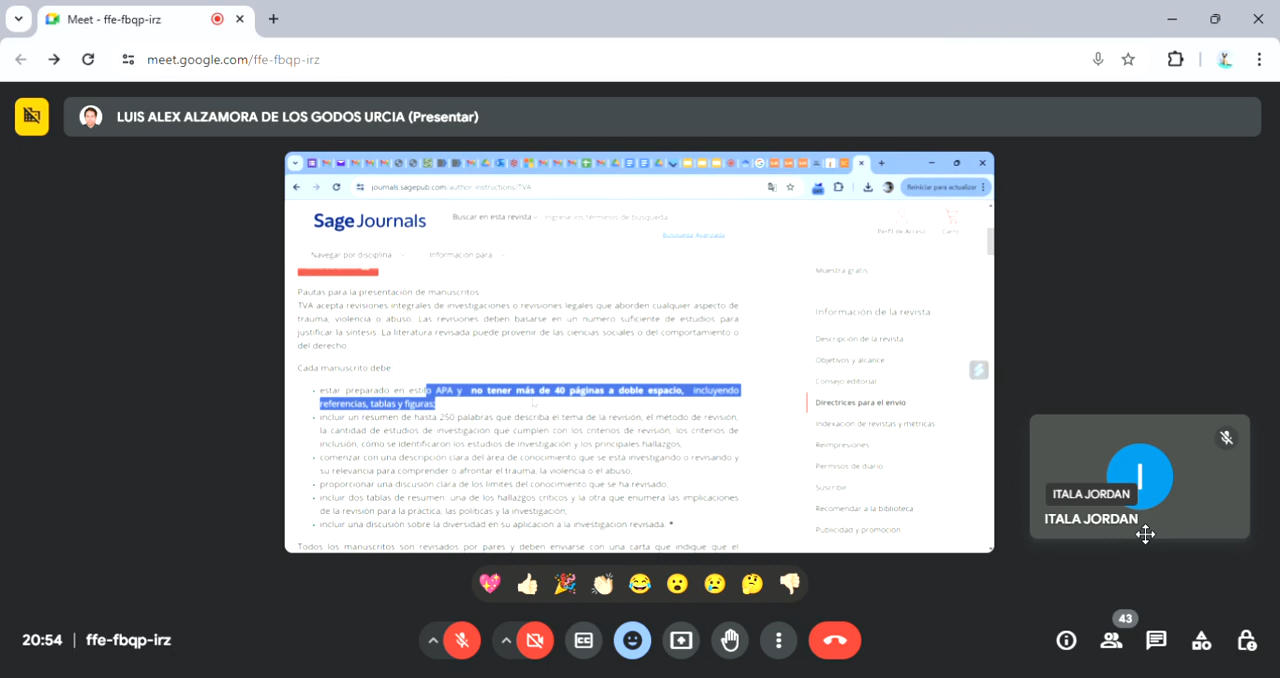 Meet - ffe-fbqp-irz
meet.google.com/ffe-fbqp-irz
LUIS ALEX ALZAMORA DE LOS GODOS URCIA (Presentar)
journals.sagepub.com/author-instructions/TVA
Reiniciar para actualizar
Sage Journals
Buscar en esta revista
Ingrese los términos de búsqueda
Búsqueda Avanzada
Perfil de Acceso
Carro
Navegar por disciplina
Información para
Muestra gratis
Pautas para la presentación de manuscritos
TVA acepta revisiones integrales de investigaciones o revisiones legales que aborden cualquier aspecto de
trauma, violencia o abuso. Las revisiones deben basarse en un número suficiente de estudios para
justificar la síntesis. La literatura revisada puede provenir de las ciencias sociales o del comportamiento o
del derecho.
Cada manuscrito debe:
estar preparado en estilo APA y no tener más de 40 páginas a doble espacio, incluyendo
referencias, tablas y figuras;
incluir un resumen de hasta 250 palabras que describa el tema de la revisión, el método de revisión,
la cantidad de estudios de investigación que cumplen con los criterios de revisión, los criterios de
inclusión, cómo se identificaron los estudios de investigación y los principales hallazgos,
comenzar con una descripción clara del área de conocimiento que se está investigando o revisando y
su relevancia para comprender o afrontar el trauma, la violencia o el abuso,
proporcionar una discusión clara de los límites del conocimiento que se ha revisado,
incluir dos tablas de resumen: una de los hallazgos críticos y la otra que enumera las implicaciones
de la revisión para la práctica, las políticas y la investigación,
incluir una discusión sobre la diversidad en su aplicación a la investigación revisada. *
Todos los manuscritos son revisados por pares y deben enviarse con una carta que indique que el
Información de la revista
Descripción de la revista
Objetivos y alcance
Consejo editorial
Directrices para el envío
Indexación de revistas y métricas
Reimpresiones
Permisos de diario
Suscribir
Recomendar a la biblioteca
Publicidad y promoción
I
ITALA JORDAN
ITALA JORDAN
20:54 | ffe-fbqp-irz
43